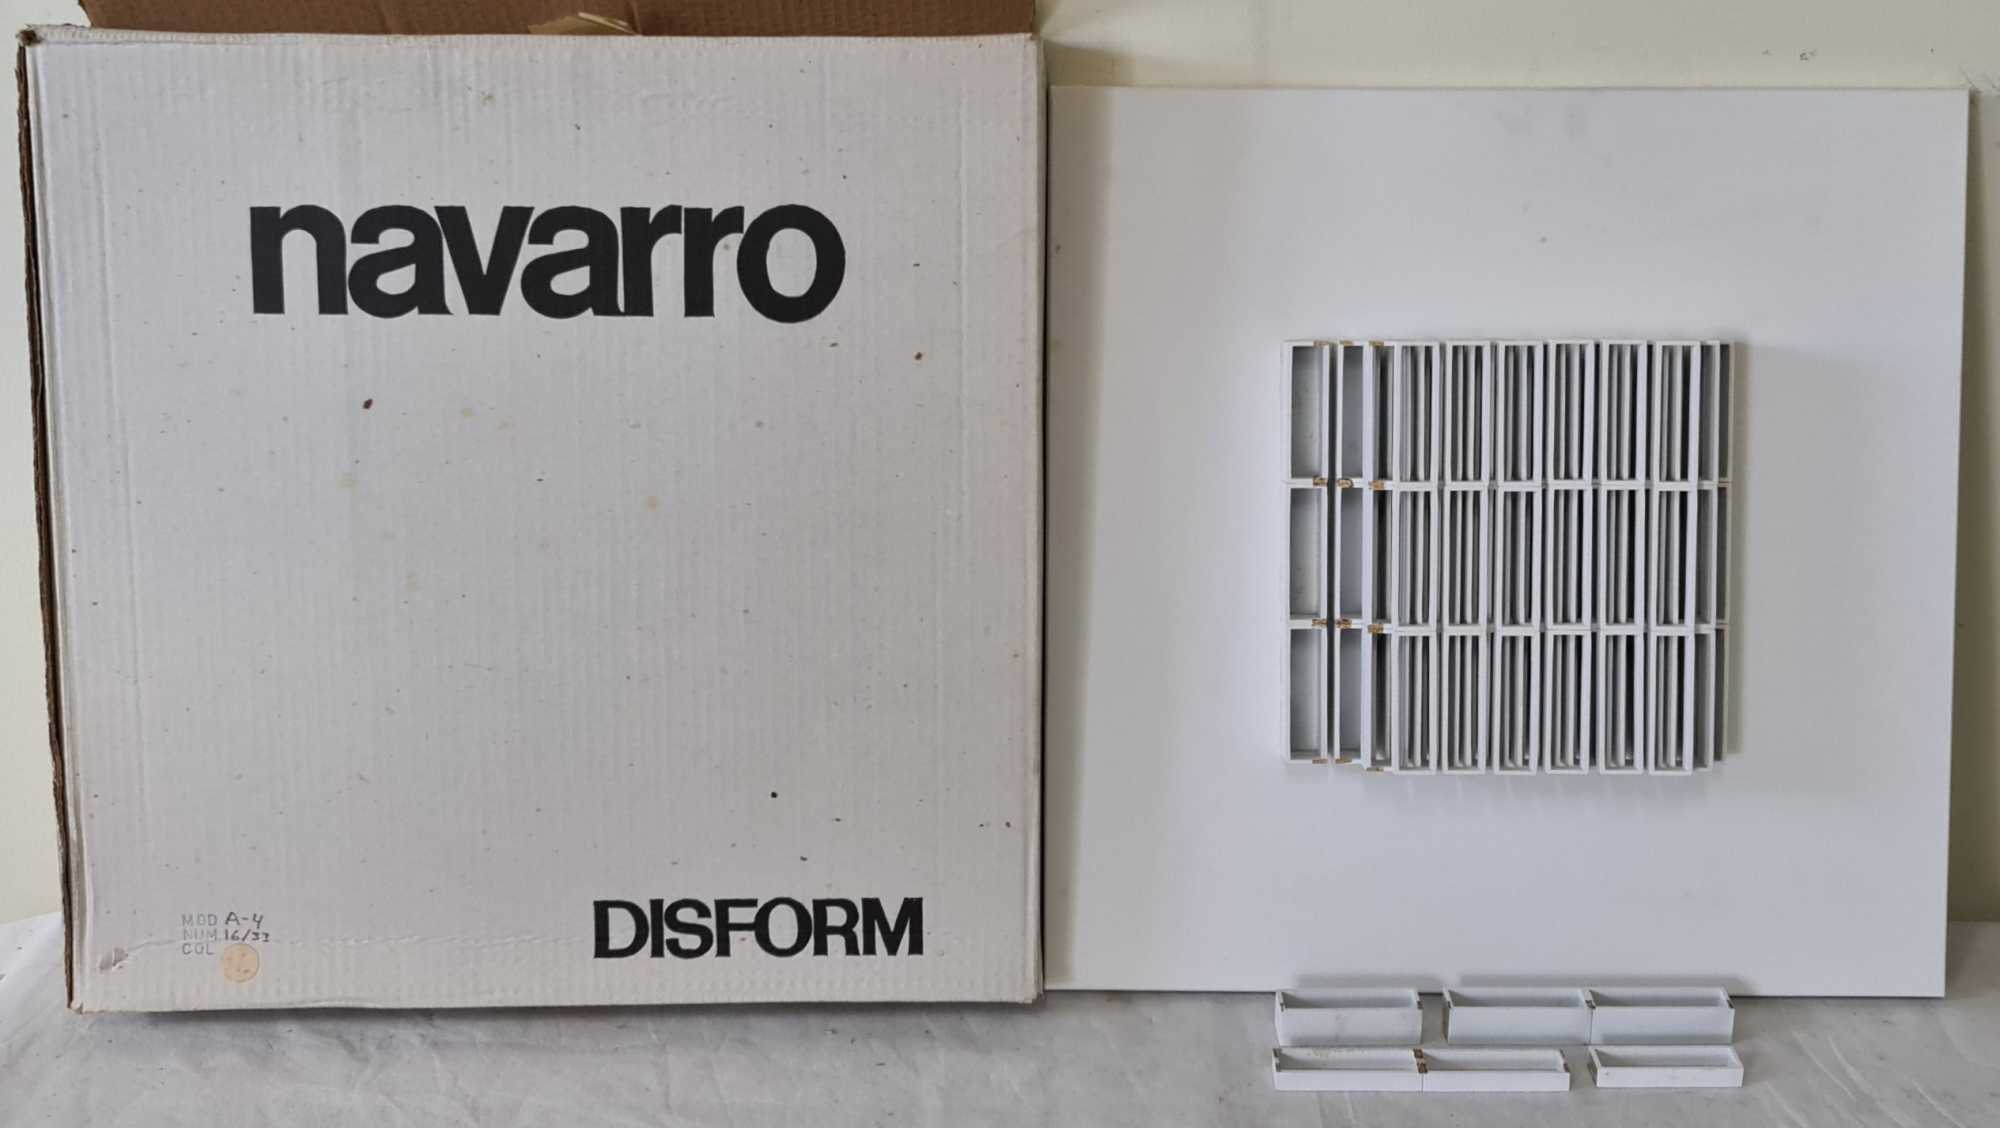 navarro
DISFORM
MOD A-4
NUM 16/33
COL